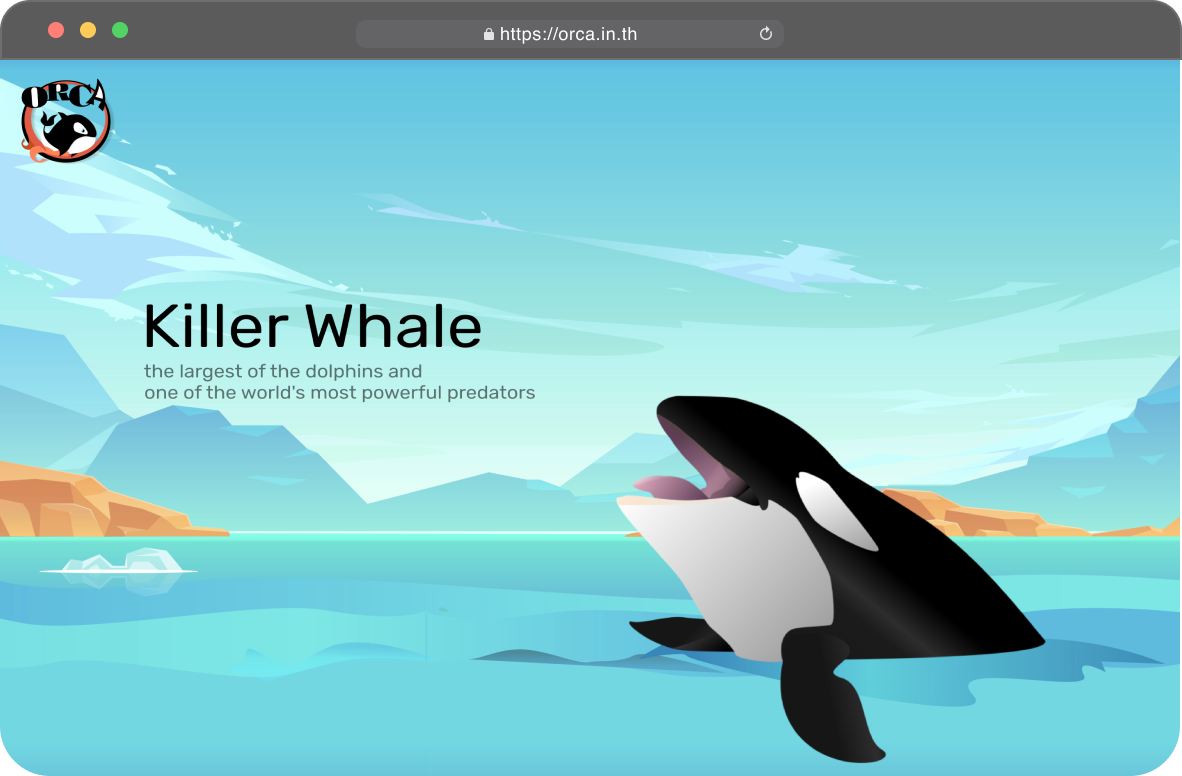 https://orca.in.th
ORCA
Killer Whale
the largest of the dolphins and
one of the world's most powerful predators